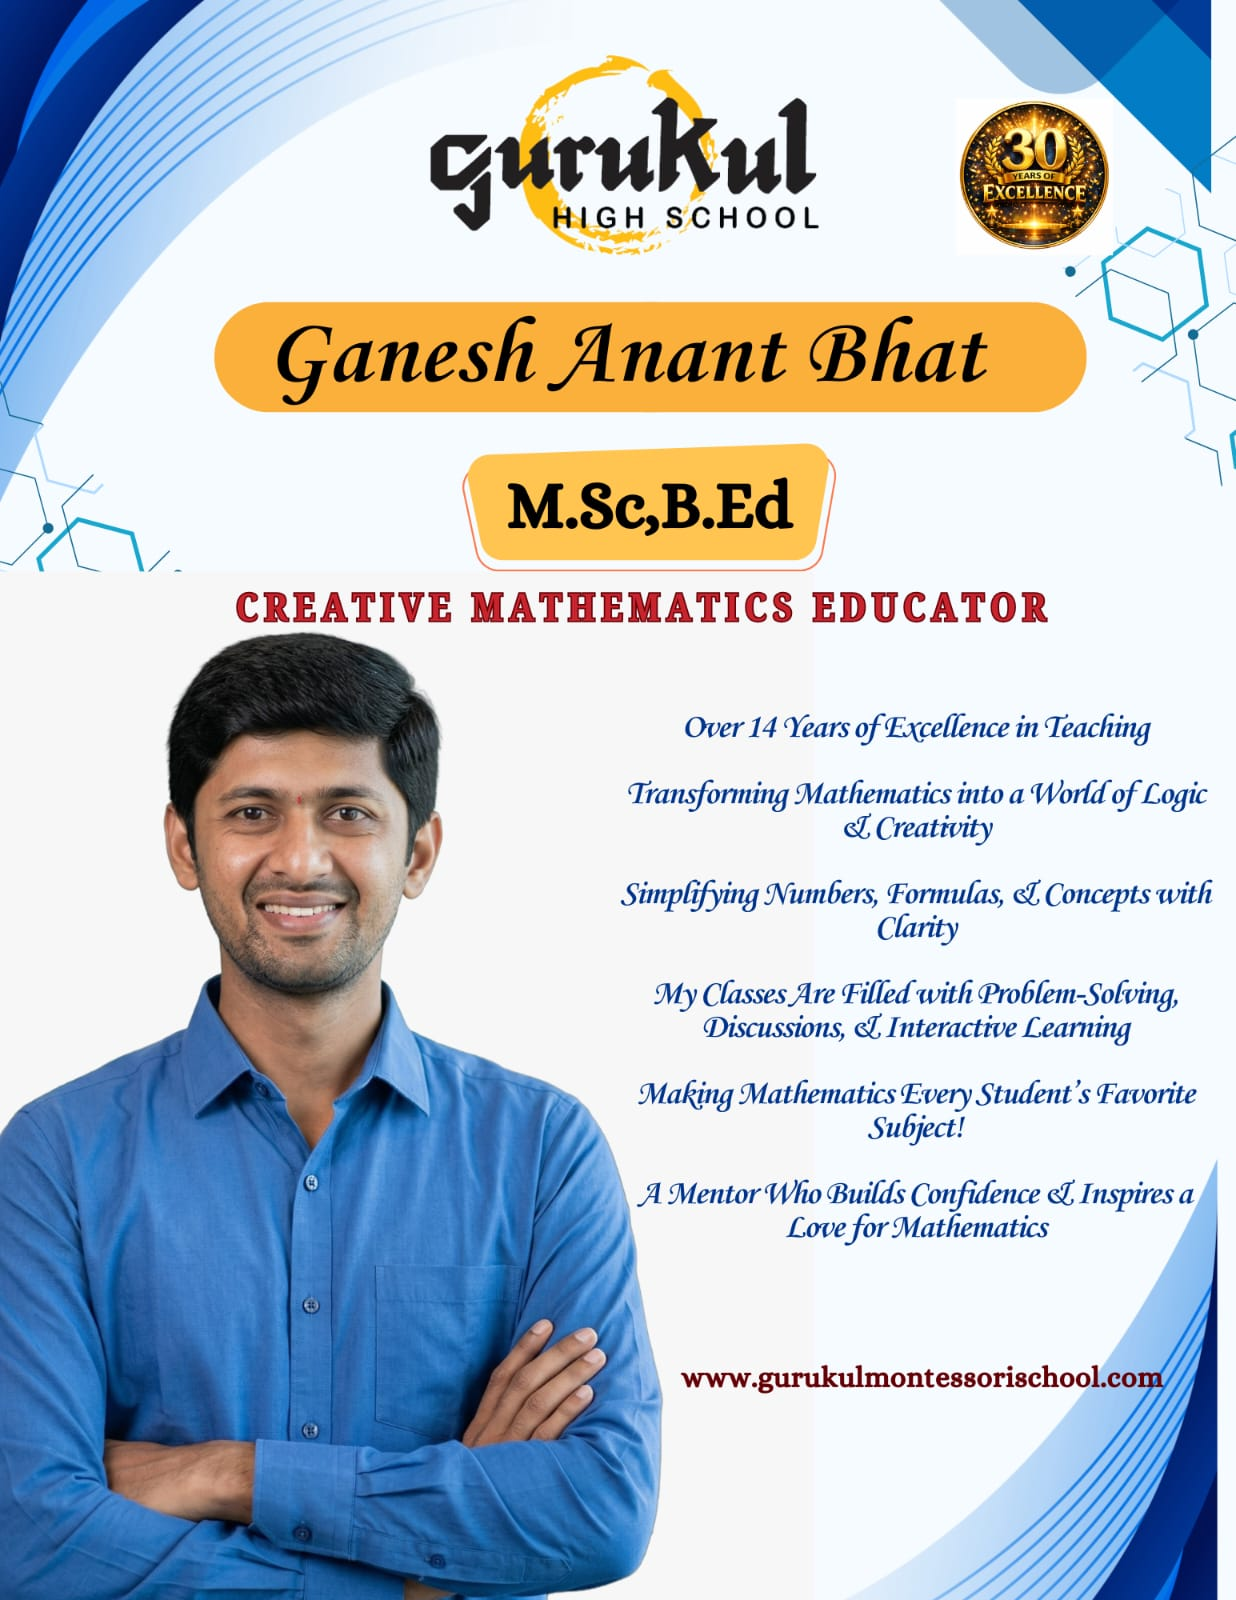 gurukul
HIGH SCHOOL
30
YEARS OF
EXCELLENCE
Ganesh Anant Bhat
M.Sc,B.Ed
CREATIVE MATHEMATICS EDUCATOR
Over 14 Years of Excellence in Teaching
Transforming Mathematics into a World of Logic
& Creativity
Simplifying Numbers, Formulas, & Concepts with
Clarity
My Classes Are Filled with Problem-Solving,
Discussions, & Interactive Learning
Making Mathematics Every Student’s Favorite
Subject!
A Mentor Who Builds Confidence & Inspires a
Love for Mathematics
www.gurukulmontessorischool.com